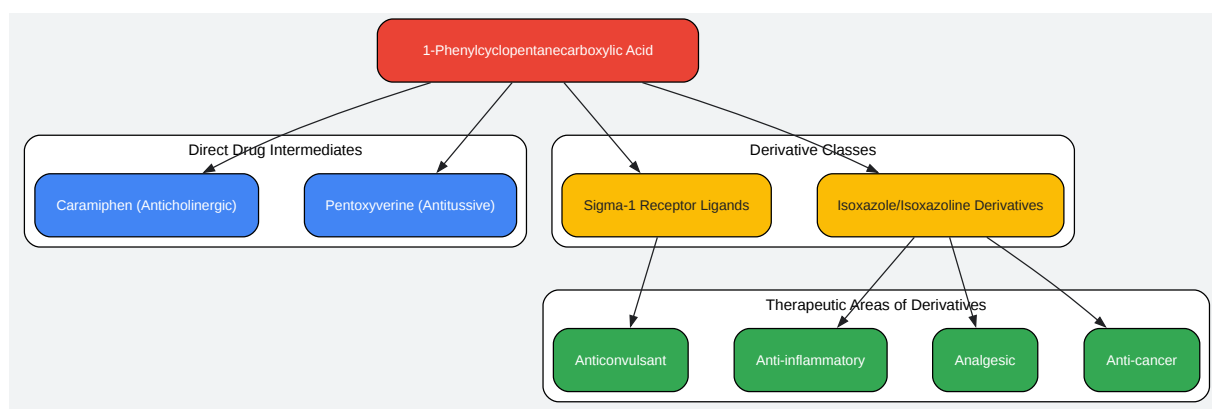 1-Phenylcyclopentanecarboxylic Acid
Direct Drug Intermediates
Derivative Classes
Caramiphen (Anticholinergic)
Pentoxyverine (Antitussive)
Sigma-1 Receptor Ligands
Isoxazole/Isoxazoline Derivatives
Therapeutic Areas of Derivatives
Anticonvulsant
Anti-inflammatory
Analgesic
Anti-cancer